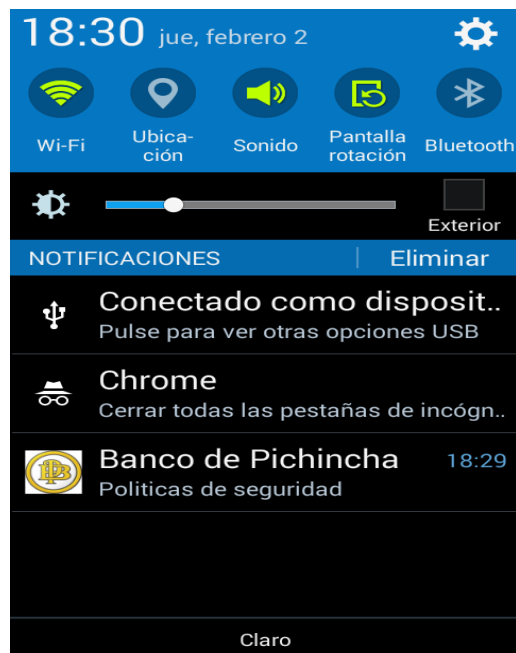 18:30 jue, febrero 2
Wi-Fi
Ubica-
ción
Sonido
Pantalla
rotación
Bluetooth
Exterior
NOTIFICACIONES
Eliminar
Conectado como disposit..
Pulse para ver otras opciones USB
Chrome
Cerrar todas las pestañas de incógn..
Banco de Pichincha 18:29
Politicas de seguridad
Claro